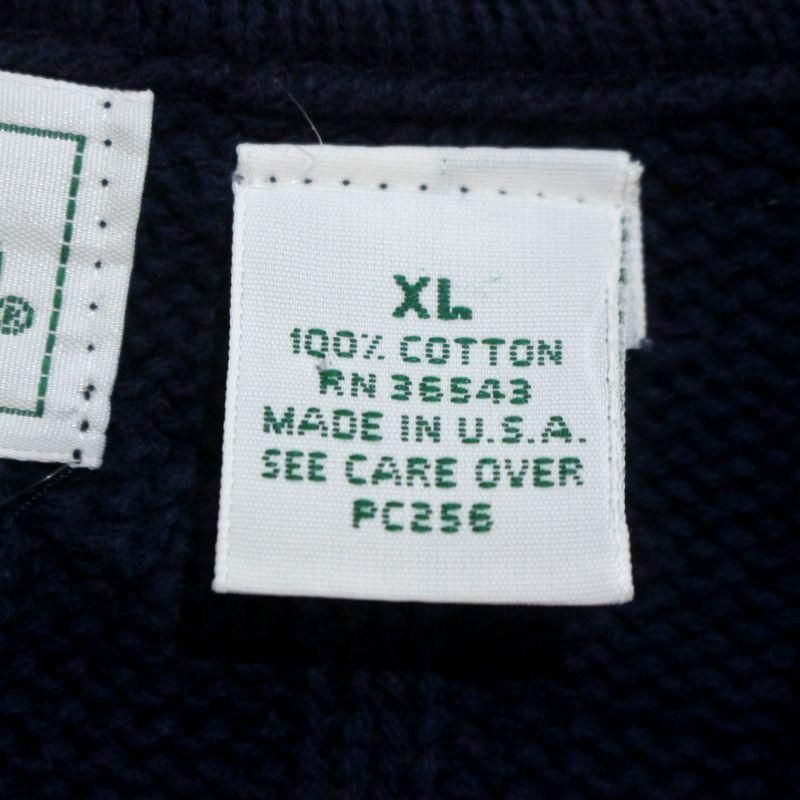 ®
XL
100% COTTON
RN 36543
MADE IN U.S.A.
SEE CARE OVER
PC256